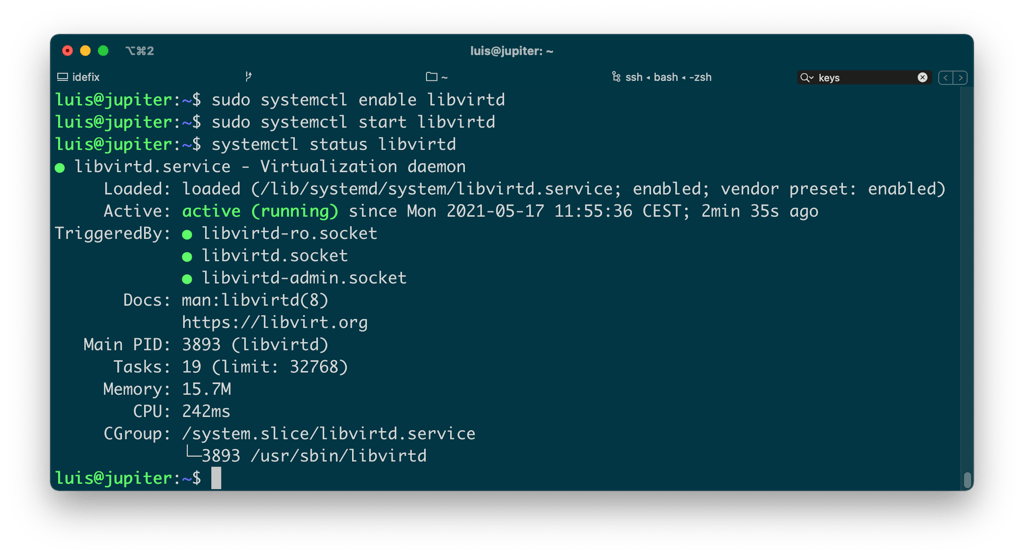 ⌥⌘2
luis@jupiter: ~
idefix
~
ssh ◂ bash ◂ -zsh
keys
luis@jupiter:~$ sudo systemctl enable libvirtd
luis@jupiter:~$ sudo systemctl start libvirtd
luis@jupiter:~$ systemctl status libvirtd
● libvirtd.service - Virtualization daemon
Loaded: loaded (/lib/systemd/system/libvirtd.service; enabled; vendor preset: enabled)
Active: active (running) since Mon 2021-05-17 11:55:36 CEST; 2min 35s ago
TriggeredBy: ● libvirtd-ro.socket
● libvirtd.socket
● libvirtd-admin.socket
Docs: man:libvirtd(8)
https://libvirt.org
Main PID: 3893 (libvirtd)
Tasks: 19 (limit: 32768)
Memory: 15.7M
CPU: 242ms
CGroup: /system.slice/libvirtd.service
└─3893 /usr/sbin/libvirtd
luis@jupiter:~$